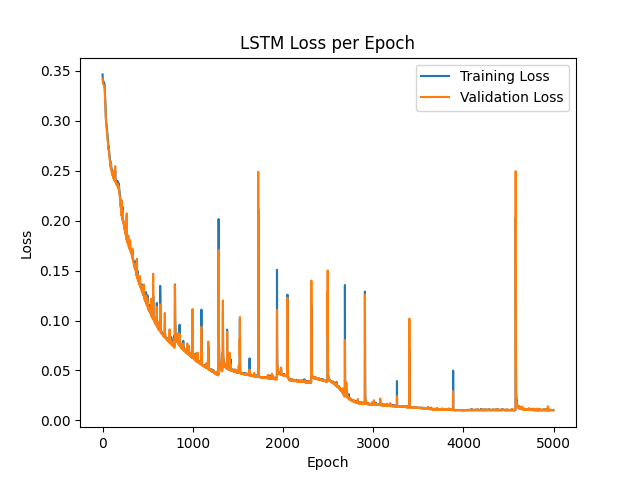 LSTM Loss per Epoch
Training Loss
Validation Loss
0.35
0.30
0.25
0.20
0.15
0.10
0.05
0.00
Loss
0 1000 2000 3000 4000 5000
Epoch